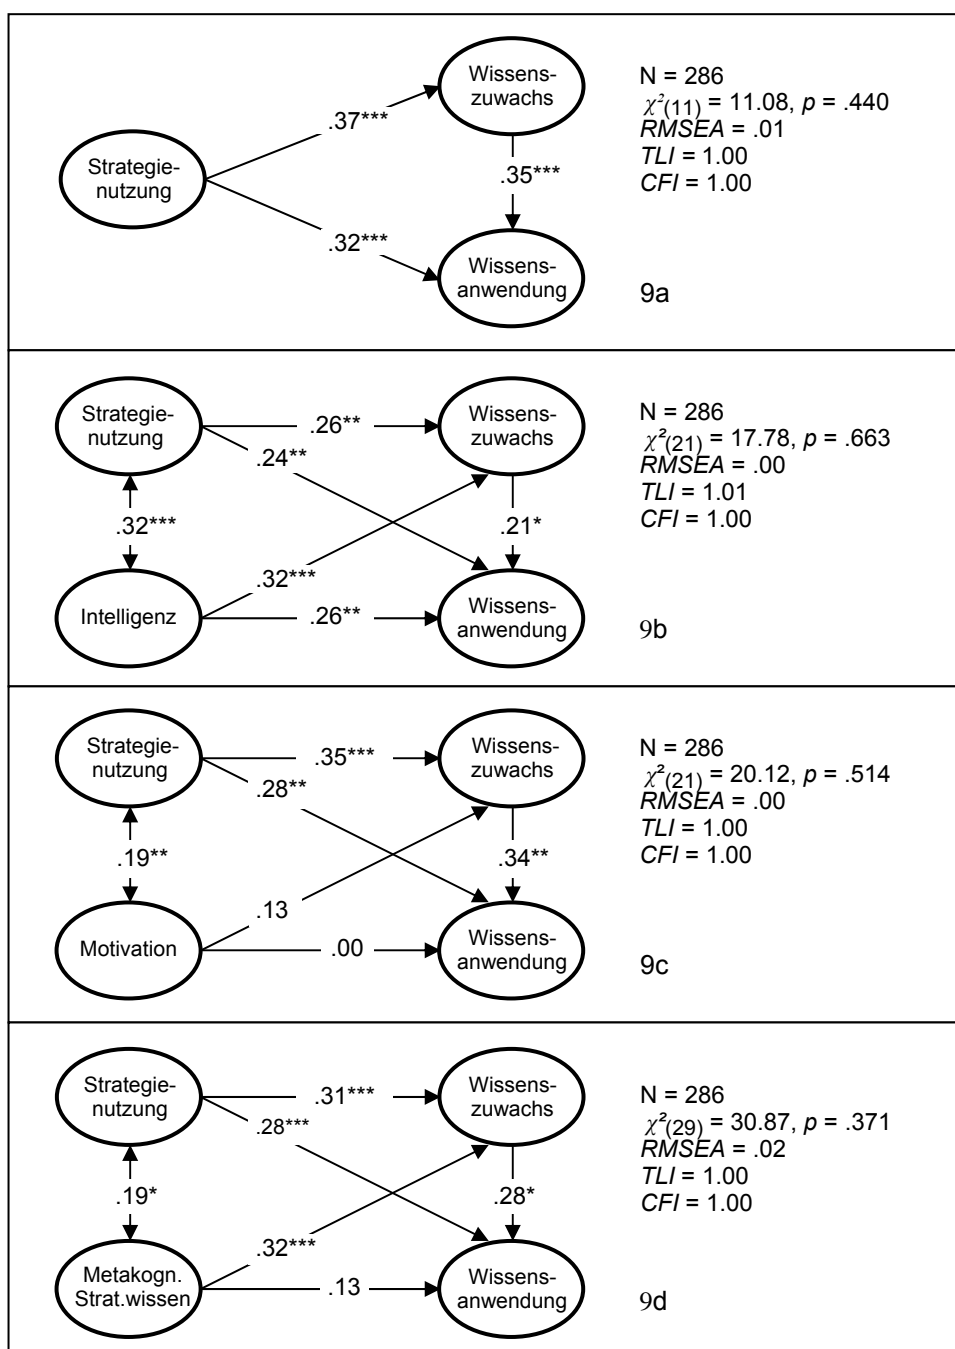 Wissens-
zuwachs
.37***
Strategie-
nutzung
.35***
.32***
Wissens-
anwendung
N = 286
χ²(11) = 11.08, p = .440
RMSEA = .01
TLI = 1.00
CFI = 1.00
9a
Strategie-
nutzung
.26**
Wissens-
zuwachs
.24**
.32***
.21*
.32***
Intelligenz
.26**
Wissens-
anwendung
N = 286
χ²(21) = 17.78, p = .663
RMSEA = .00
TLI = 1.01
CFI = 1.00
9b
Strategie-
nutzung
.35***
Wissens-
zuwachs
.28**
.19**
.34**
.13
Motivation
.00
Wissens-
anwendung
N = 286
χ²(21) = 20.12, p = .514
RMSEA = .00
TLI = 1.00
CFI = 1.00
9c
Strategie-
nutzung
.31***
Wissens-
zuwachs
.28***
.19*
.28*
.32***
Metakogn.
Strat.wissen
.13
Wissens-
anwendung
N = 286
χ²(29) = 30.87, p = .371
RMSEA = .02
TLI = 1.00
CFI = 1.00
9d